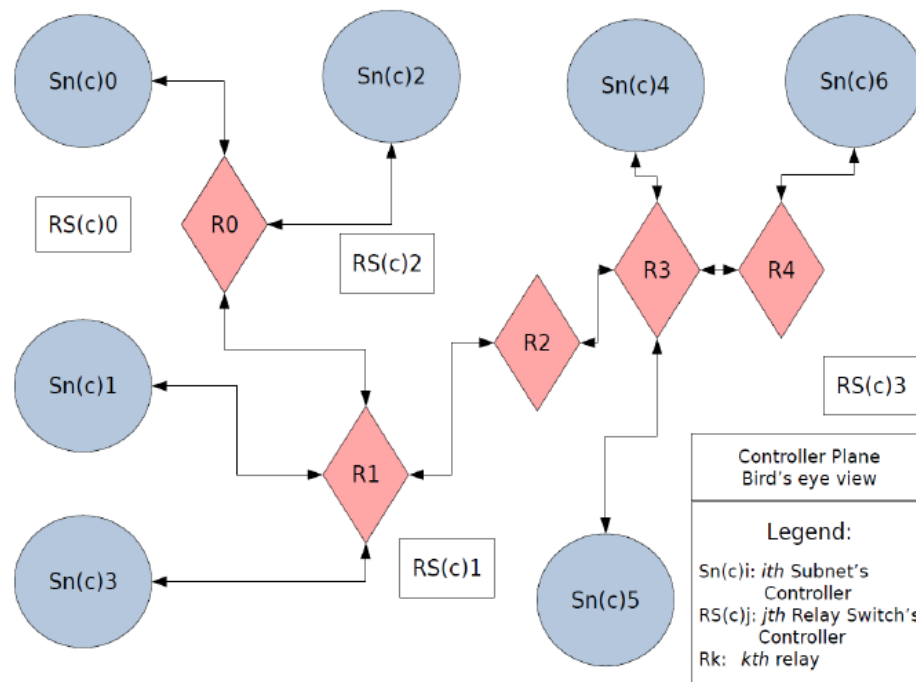 Sn(c)0
Sn(c)2
Sn(c)4
Sn(c)6
RS(c)0
R0
RS(c)2
R3
R4
R2
Sn(c)1
RS(c)3
R1
Controller Plane
Bird's eye view
Sn(c)3
RS(c)1
Sn(c)5
Legend:
Sn(c)i: ith Subnet's
Controller
RS(c)j: jth Relay Switch's
Controller
Rk: kth relay